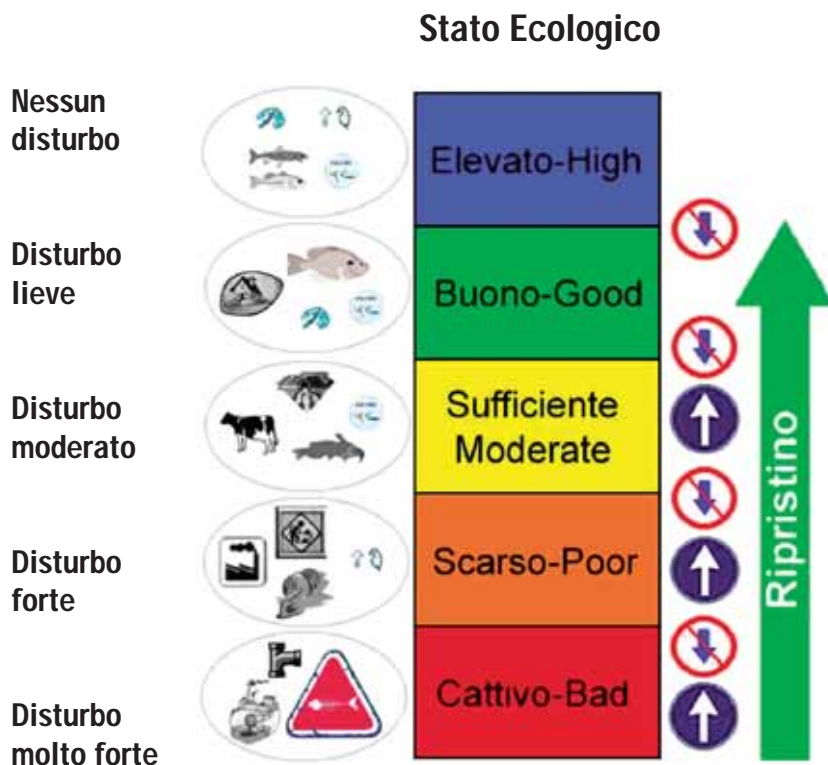 Stato Ecologico
Nessun
disturbo
Elevato-High
Disturbo
lieve
Buono-Good
Disturbo
moderato
Sufficiente
Moderate
Disturbo
forte
Scarso-Poor
Disturbo
molto forte
Cattivo-Bad
Ripristino